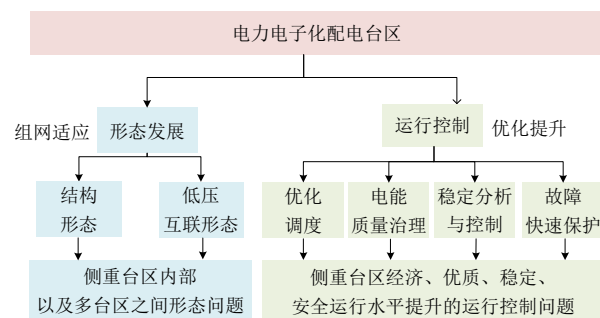 电力电子化配电台区
组网适应
形态发展
运行控制
优化提升
结构
形态
低压
互联形态
优化
调度
电能
质量治理
稳定分析
与控制
故障
快速保护
侧重台区内部
以及多台区之间形态问题
侧重台区经济、优质、稳定、
安全运行水平提升的运行控制问题